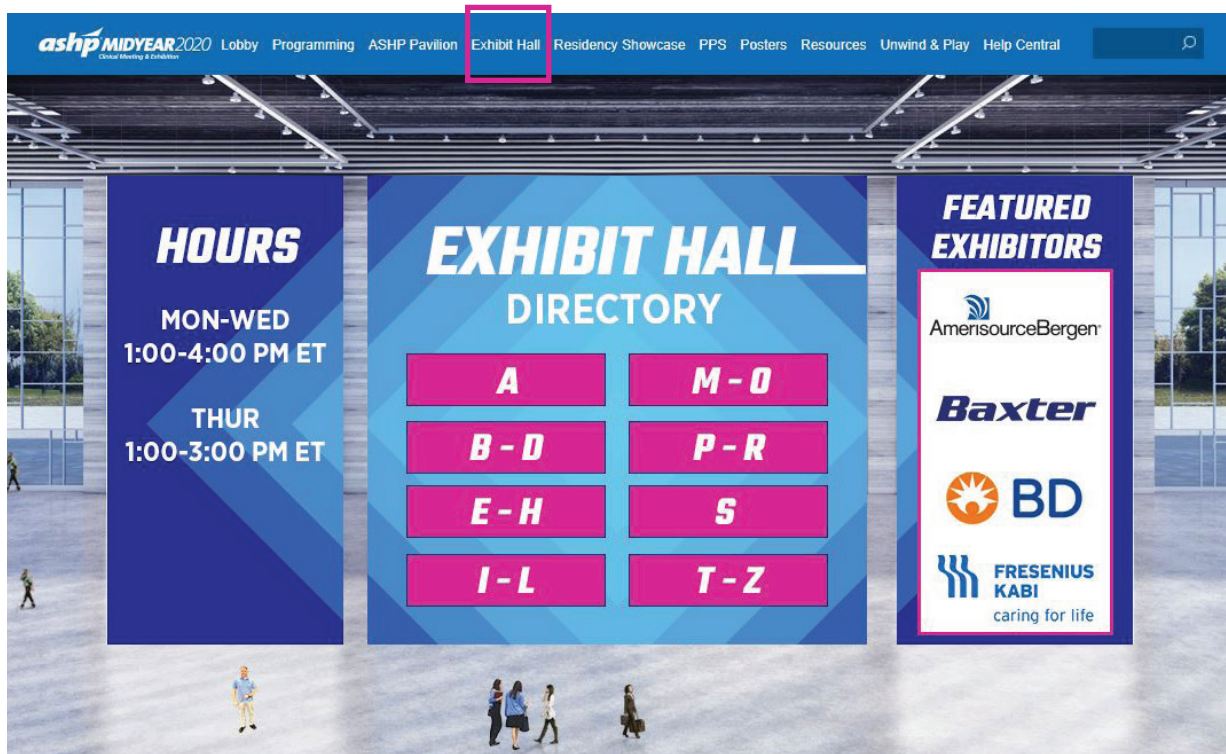 ashp MIDYEAR 2020 Lobby Programming ASHP Pavilion Exhibit Hall Residency Showcase PPS Posters Resources Unwind & Play Help Central
Clinical Meeting & Exhibition
HOURS
MON-WED
1:00-4:00 PM ET
THUR
1:00-3:00 PM ET
EXHIBIT HALL
DIRECTORY
A
M - O
B - D
P - R
E - H
S
I - L
T - Z
FEATURED
EXHIBITORS
AmerisourceBergen
Baxter
BD
FRESENIUS
KABI
caring for life